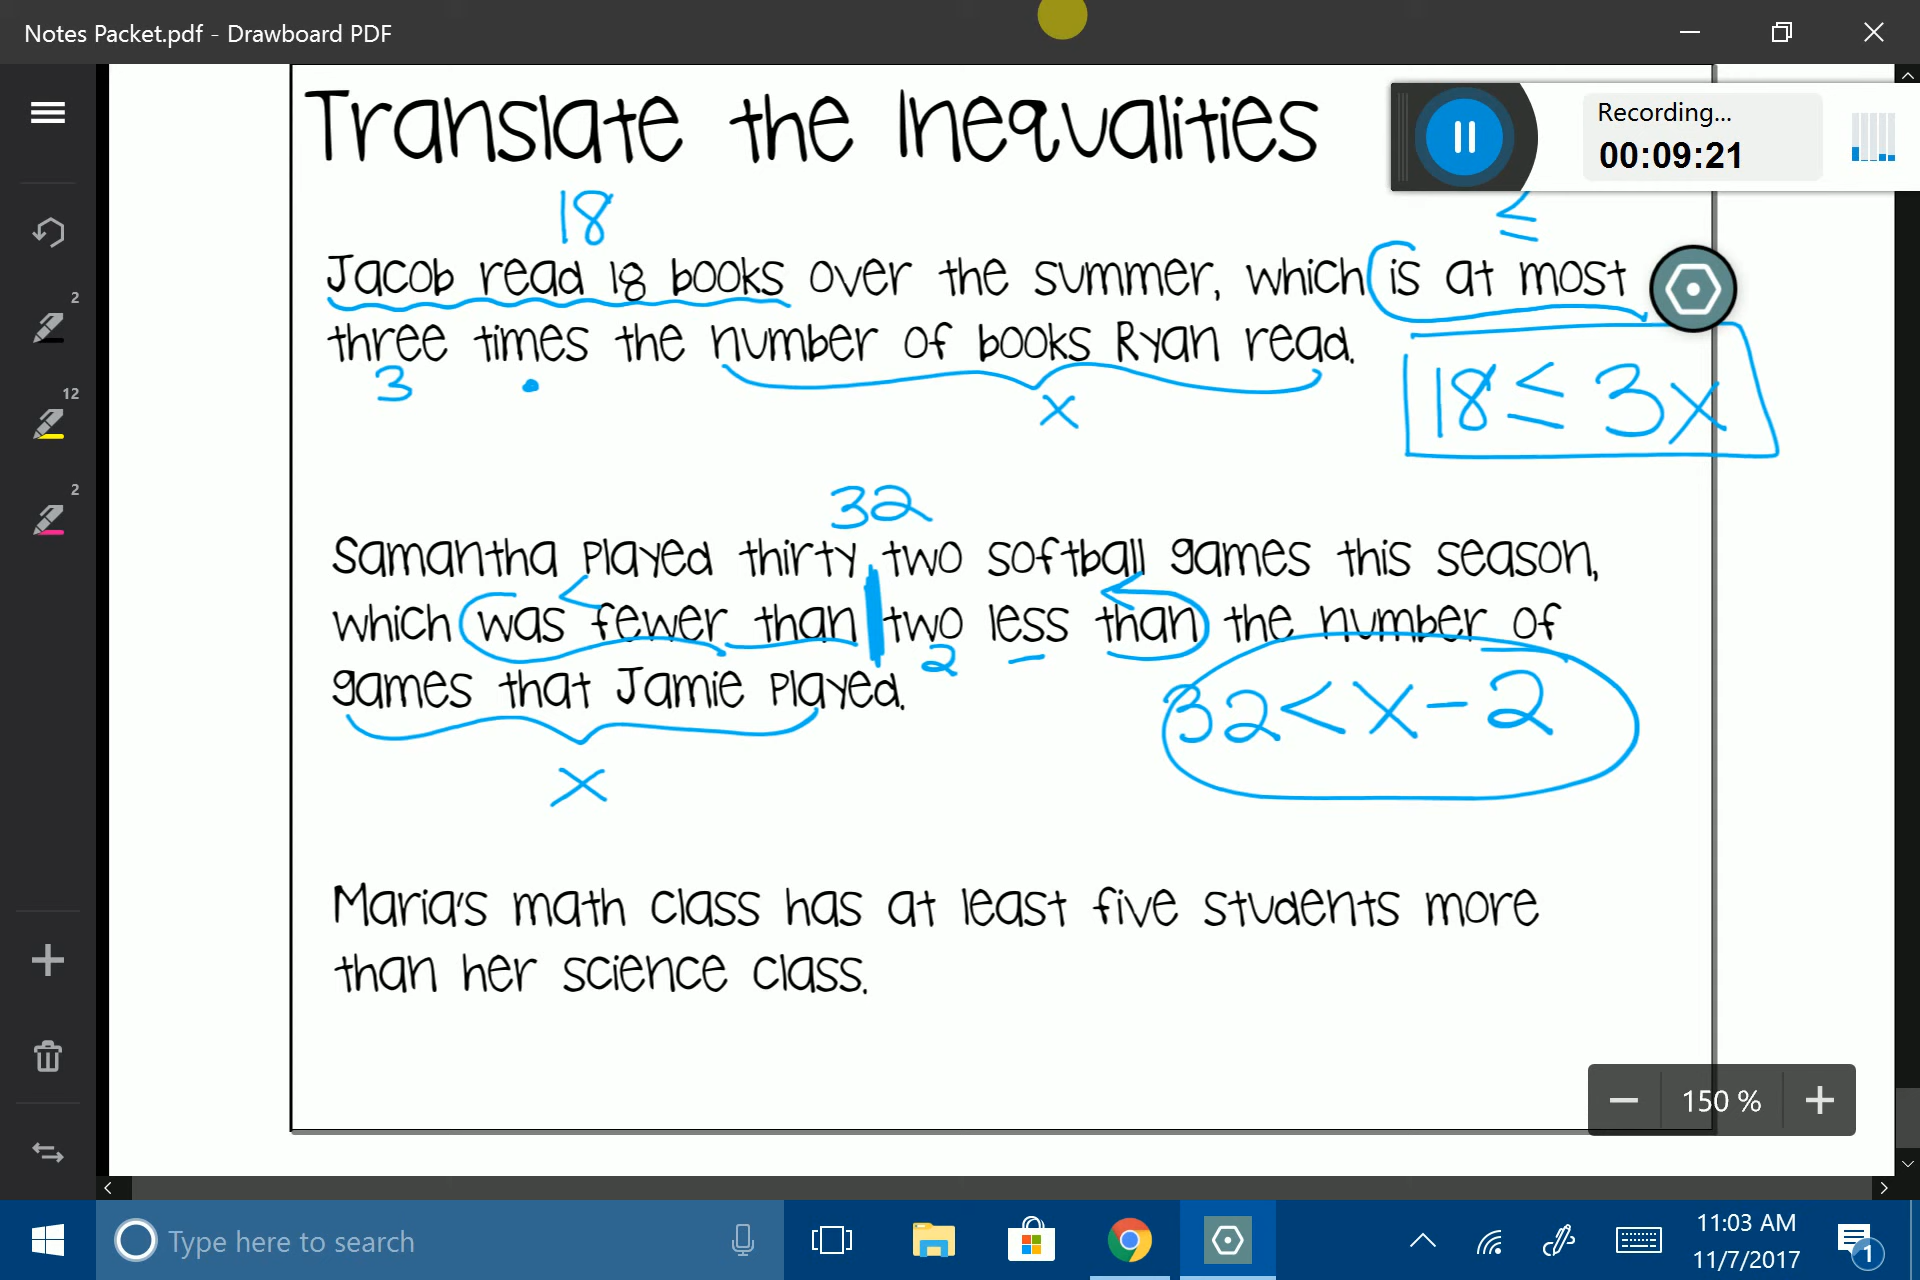 Notes Packet.pdf - Drawboard PDF
Translate the Inequalities
Recording...
00:09:21
18
≤
Jacob read 18 books over the summer, which is at most
three times the number of books Ryan read.
3 • x
18 ≤ 3x
32
Samantha played thirty two softball games this season,
<
which was fewer than two less than the number of
2
games that Jamie played.
32 < x - 2
x
Maria's math class has at least five students more
than her science class.
2
12
2
150 %
Type here to search
11:03 AM
11/7/2017
1